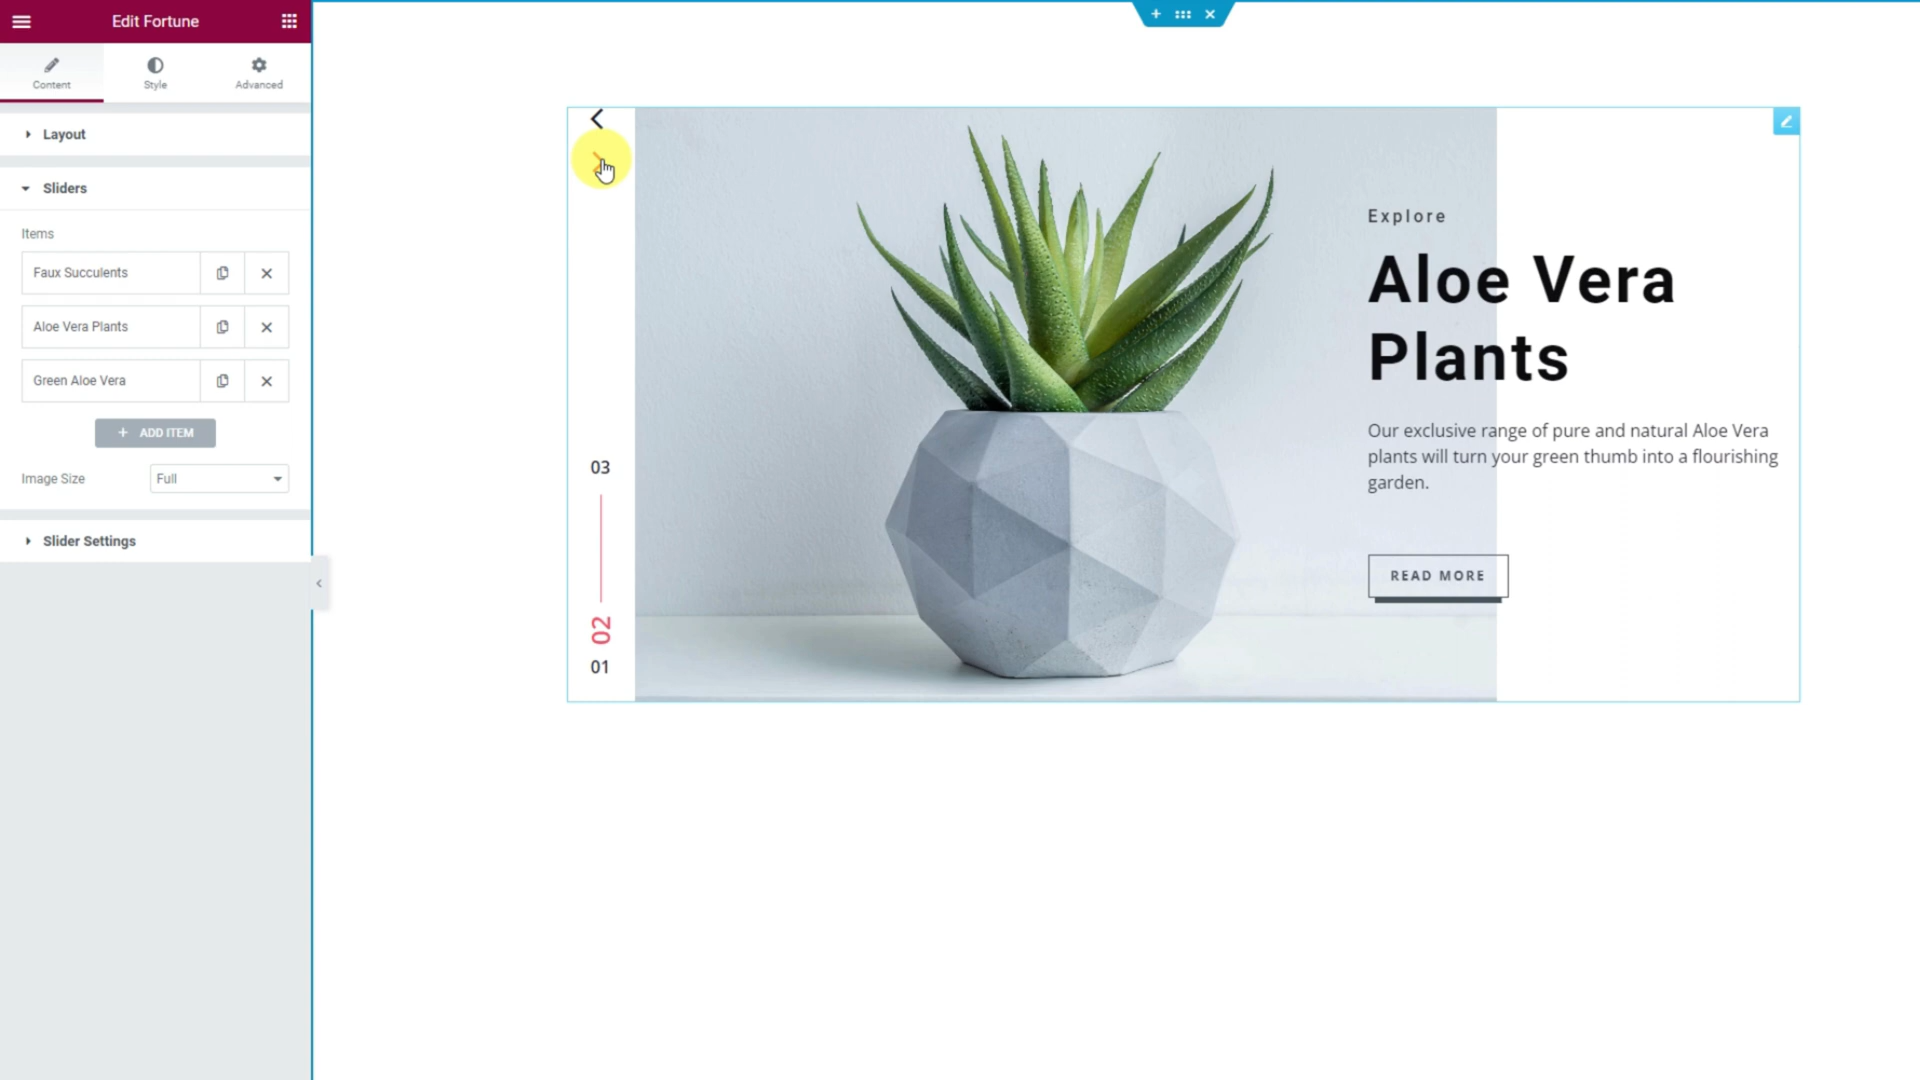 Edit Fortune
Content
Style
Advanced
Layout
Sliders
Items
Faux Succulents
Aloe Vera Plants
Green Aloe Vera
+ ADD ITEM
Image Size
Full
Slider Settings
03
02
01
Explore
Aloe Vera
Plants
Our exclusive range of pure and natural Aloe Vera
plants will turn your green thumb into a flourishing
garden.
READ MORE